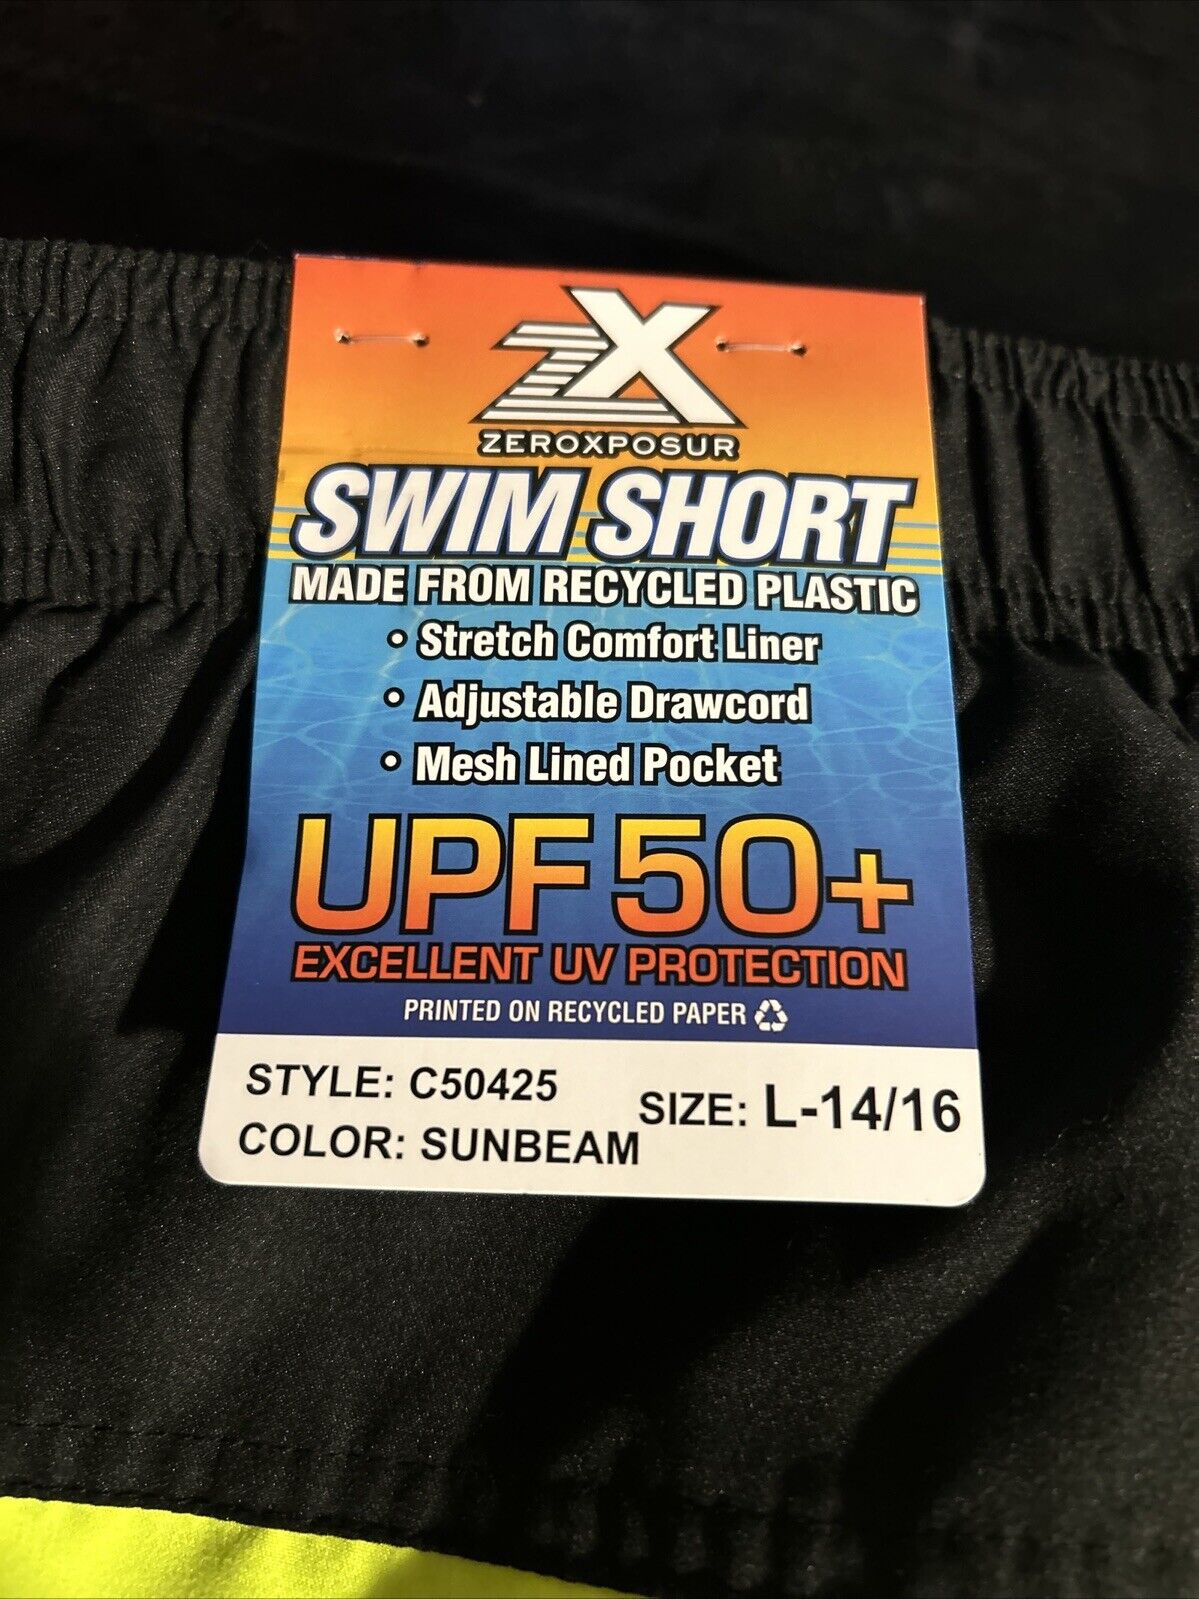 ZX
ZEROXPOSUR
SWIM SHORT
MADE FROM RECYCLED PLASTIC
• Stretch Comfort Liner
• Adjustable Drawcord
• Mesh Lined Pocket
UPF 50+
EXCELLENT UV PROTECTION
PRINTED ON RECYCLED PAPER
STYLE: C50425
SIZE: L-14/16
COLOR: SUNBEAM